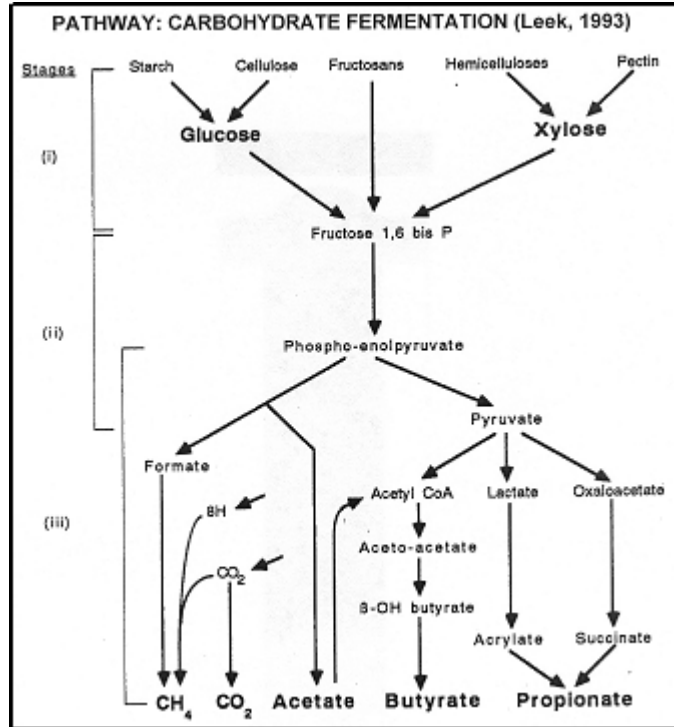 PATHWAY: CARBOHYDRATE FERMENTATION (Leek, 1993)
Stages
Starch Cellulose Fructosans Hemicelluloses Pectin
Glucose Xylose
(i)
Fructose 1,6 bis P
(ii)
Phospho-enolpyruvate
Pyruvate
Formate
Acetyl CoA Lactate Oxaloacetate
(iii)
8H
Aceto-acetate
CO2
ß-OH butyrate
Acrylate Succinate
CH4 CO2 Acetate Butyrate Propionate